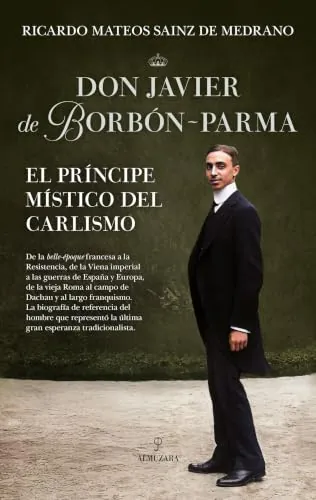 RICARDO MATEOS SAINZ DE MEDRANO
DON JAVIER
de BORBÓN-PARMA
EL PRÍNCIPE
MÍSTICO DEL
CARLISMO
De la belle-époque francesa a la
Resistencia, de la Viena imperial
a las guerras de España y Europa,
de la vieja Roma al campo de
Dachau y al largo franquismo.
La biografía de referencia del
hombre que representó la última
gran esperanza tradicionalista.
ALMUZARA